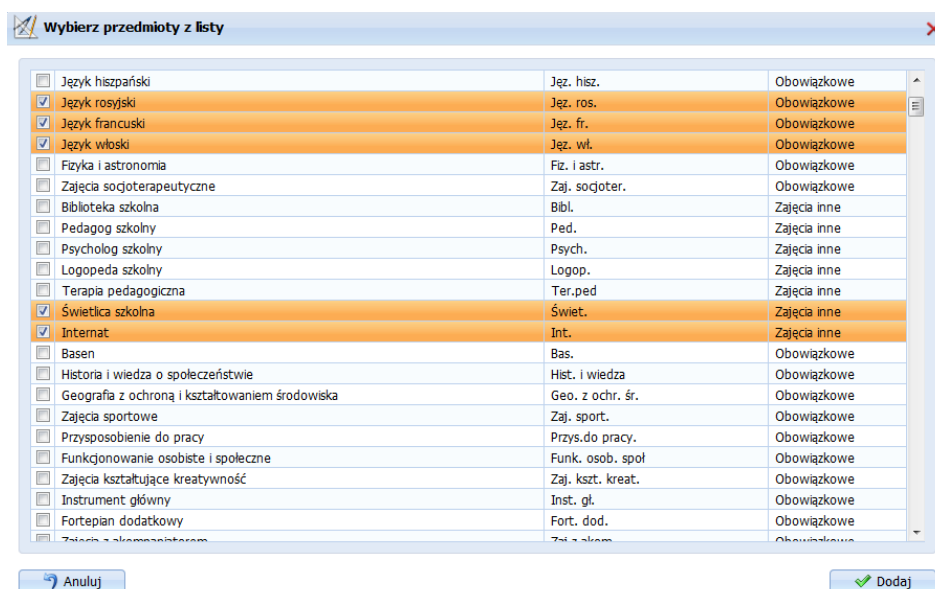 Wybierz przedmioty z listy
Język hiszpański Jęz. hisz. Obowiązkowe
Język rosyjski Jęz. ros. Obowiązkowe
Język francuski Jęz. fr. Obowiązkowe
Język włoski Jęz. wł. Obowiązkowe
Fizyka i astronomia Fiz. i astr. Obowiązkowe
Zajęcia socjoterapeutyczne Zaj. socjoter. Obowiązkowe
Biblioteka szkolna Bibl. Zajęcia inne
Pedagog szkolny Ped. Zajęcia inne
Psycholog szkolny Psych. Zajęcia inne
Logopeda szkolny Logop. Zajęcia inne
Terapia pedagogiczna Ter.ped Zajęcia inne
Świetlica szkolna Świet. Zajęcia inne
Internat Int. Zajęcia inne
Basen Bas. Obowiązkowe
Historia i wiedza o społeczeństwie Hist. i wiedza Obowiązkowe
Geografia z ochroną i kształtowaniem środowiska Geo. z ochr. śr. Obowiązkowe
Zajęcia sportowe Zaj. sport. Obowiązkowe
Przysposobienie do pracy Przys.do pracy. Obowiązkowe
Funkcjonowanie osobiste i społeczne Funk. osob. społ Obowiązkowe
Zajęcia kształtujące kreatywność Zaj. kszt. kreat. Obowiązkowe
Instrument główny Inst. gł. Obowiązkowe
Fortepian dodatkowy Fort. dod. Obowiązkowe
Zajęcia z akompaniatorem Zaj z akom Obowiązkowe
Anuluj Dodaj